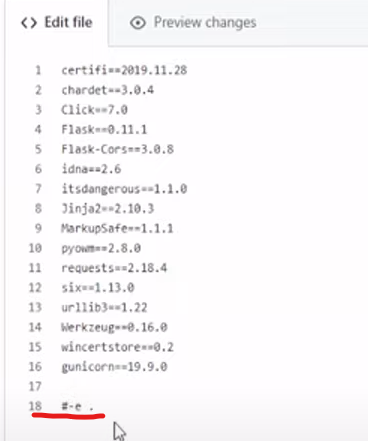 <> Edit file Preview changes
1 certifi==2019.11.28
2 chardet==3.0.4
3 Click==7.0
4 Flask==0.11.1
5 Flask-Cors==3.0.8
6 idna==2.6
7 itsdangerous==1.1.0
8 Jinja2==2.10.3
9 MarkupSafe==1.1.1
10 pyowm==2.8.0
11 requests==2.18.4
12 six==1.13.0
13 urllib3==1.22
14 Werkzeug==0.16.0
15 wincertstore==0.2
16 gunicorn==19.9.0
17
18 #-e .